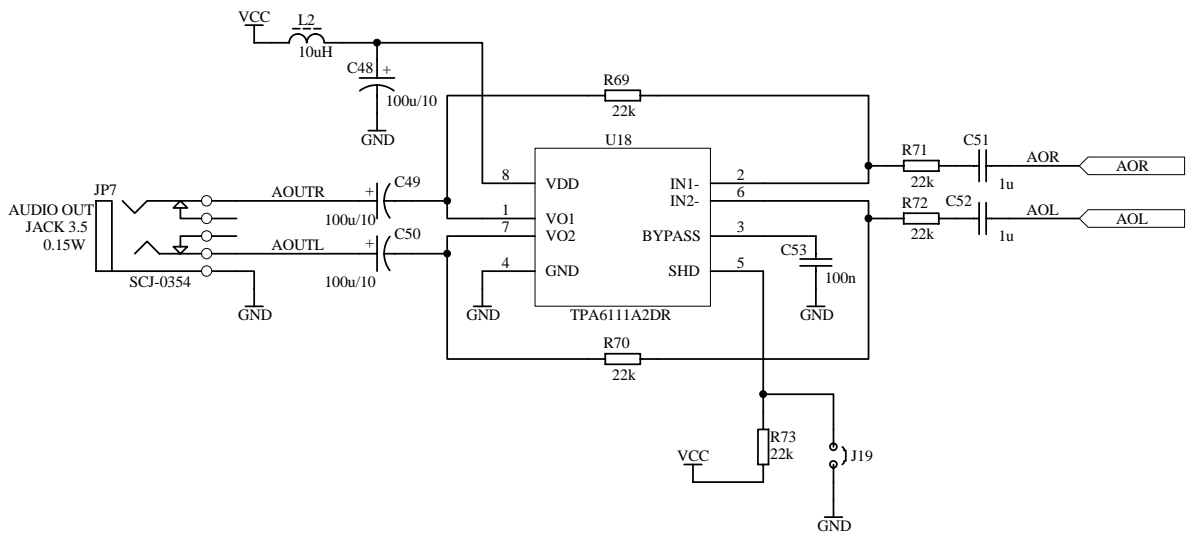 VCC
L2
10uH
C48
+
100u/10
GND
R69
22k
U18
R71
22k
C51
1u
AOR
AOR
JP7
AUDIO OUT
JACK 3.5
0.15W
SCJ-0354
GND
AOUTR
+
C49
100u/10
AOUTL
+
C50
100u/10
8
1
7
4
GND
VDD
VO1
VO2
GND
IN1-
IN2-
BYPASS
SHD
2
6
3
5
TPA6111A2DR
R72
22k
C52
1u
AOL
AOL
C53
100n
GND
R70
22k
R73
22k
VCC
J19
GND